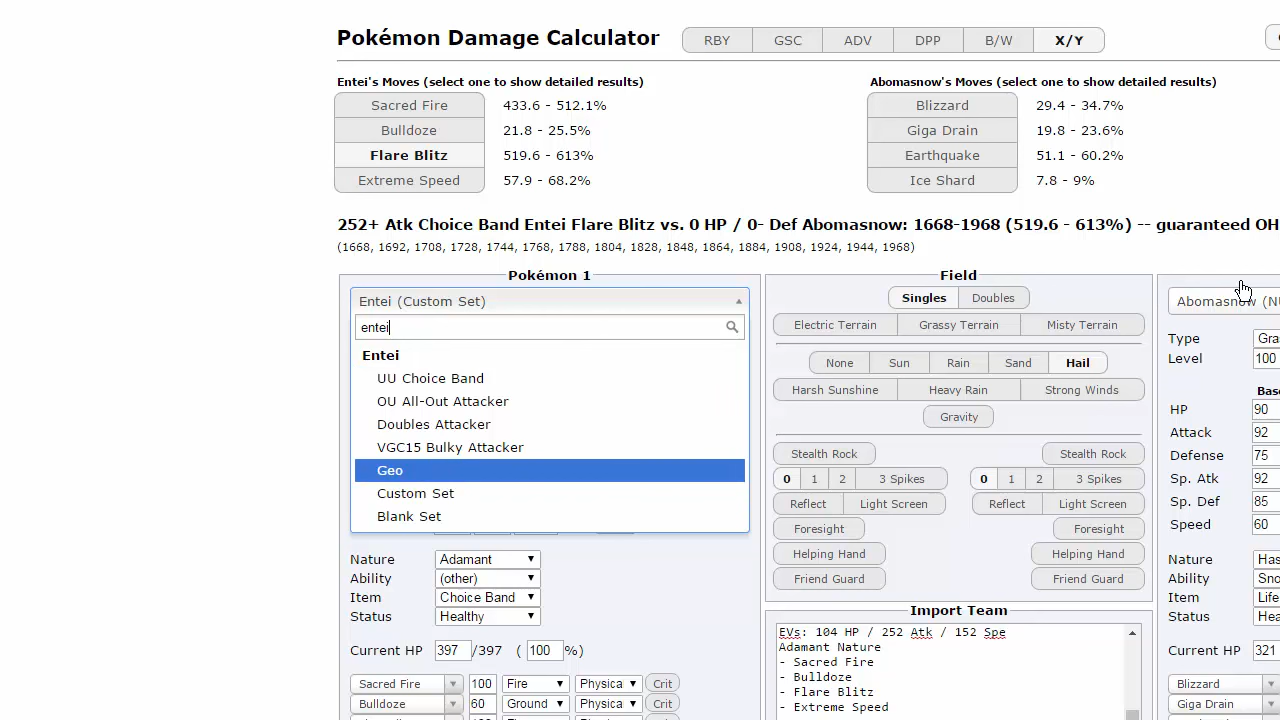 Pokémon Damage Calculator
RBY GSC ADV DPP B/W X/Y
Entei's Moves (select one to show detailed results)
Sacred Fire 433.6 - 512.1%
Bulldoze 21.8 - 25.5%
Flare Blitz 519.6 - 613%
Extreme Speed 57.9 - 68.2%
Abomasnow's Moves (select one to show detailed results)
Blizzard 29.4 - 34.7%
Giga Drain 19.8 - 23.6%
Earthquake 51.1 - 60.2%
Ice Shard 7.8 - 9%
252+ Atk Choice Band Entei Flare Blitz vs. 0 HP / 0- Def Abomasnow: 1668-1968 (519.6 - 613%) -- guaranteed OH
(1668, 1692, 1708, 1728, 1744, 1768, 1788, 1804, 1828, 1848, 1864, 1884, 1908, 1924, 1944, 1968)
Pokémon 1
Entei (Custom Set)
entei
Entei
UU Choice Band
OU All-Out Attacker
Doubles Attacker
VGC15 Bulky Attacker
Geo
Custom Set
Blank Set
Nature Adamant
Ability (other)
Item Choice Band
Status Healthy
Current HP 397 /397 ( 100 %)
Sacred Fire 100 Fire Physica Crit
Bulldoze 60 Ground Physica Crit
Field
Singles Doubles
Electric Terrain Grassy Terrain Misty Terrain
None Sun Rain Sand Hail
Harsh Sunshine Heavy Rain Strong Winds
Gravity
Stealth Rock Stealth Rock
0 1 2 3 Spikes 0 1 2 3 Spikes
Reflect Light Screen Reflect Light Screen
Foresight Foresight
Helping Hand Helping Hand
Friend Guard Friend Guard
Import Team
EVs: 104 HP / 252 Atk / 152 Spe
Adamant Nature
- Sacred Fire
- Bulldoze
- Flare Blitz
- Extreme Speed
Abomasnow (NU
Type Gra
Level 100
Base
HP 90
Attack 92
Defense 75
Sp. Atk 92
Sp. Def 85
Speed 60
Nature Has
Ability Sno
Item Life
Status Hea
Current HP 321
Blizzard
Giga Drain